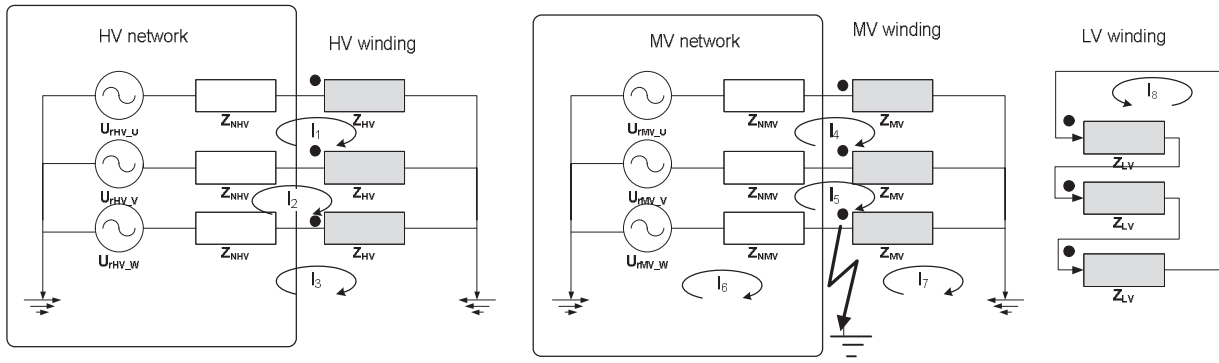 HV network
HV winding
U_rHV_U
Z_NHV
Z_HV
I_1
U_rHV_V
Z_NHV
Z_HV
I_2
U_rHV_W
Z_NHV
Z_HV
I_3
MV network
MV winding
U_rMV_U
Z_NMV
Z_MV
I_4
U_rMV_V
Z_NMV
Z_MV
I_5
U_rMV_W
Z_NMV
Z_MV
I_6
I_7
LV winding
I_8
Z_LV
Z_LV
Z_LV